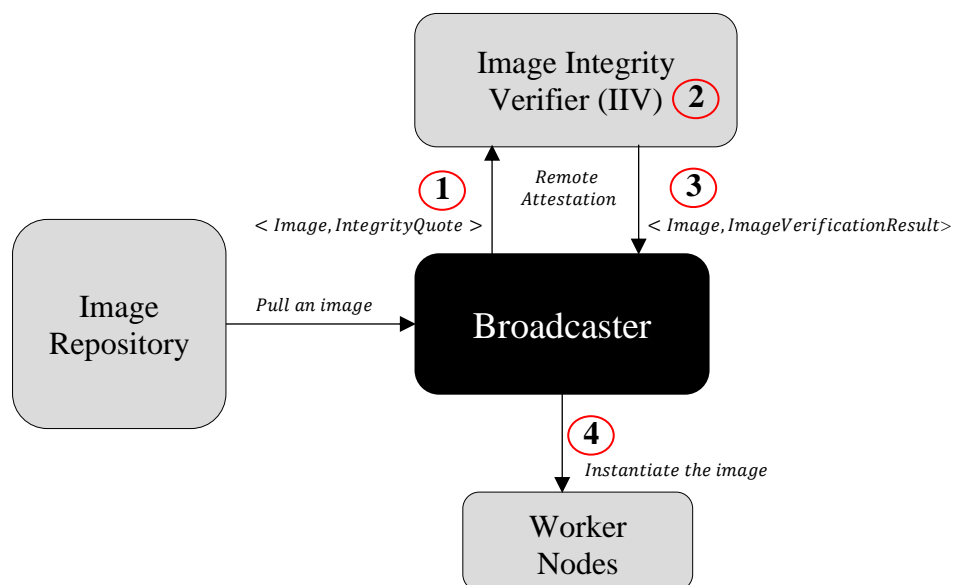 Image Integrity
Verifier (IIV) 2
1
Remote
Attestation
3
< Image, IntegrityQuote >
< Image, ImageVerificationResult>
Image
Repository
Pull an image
Broadcaster
4
Instantiate the image
Worker
Nodes